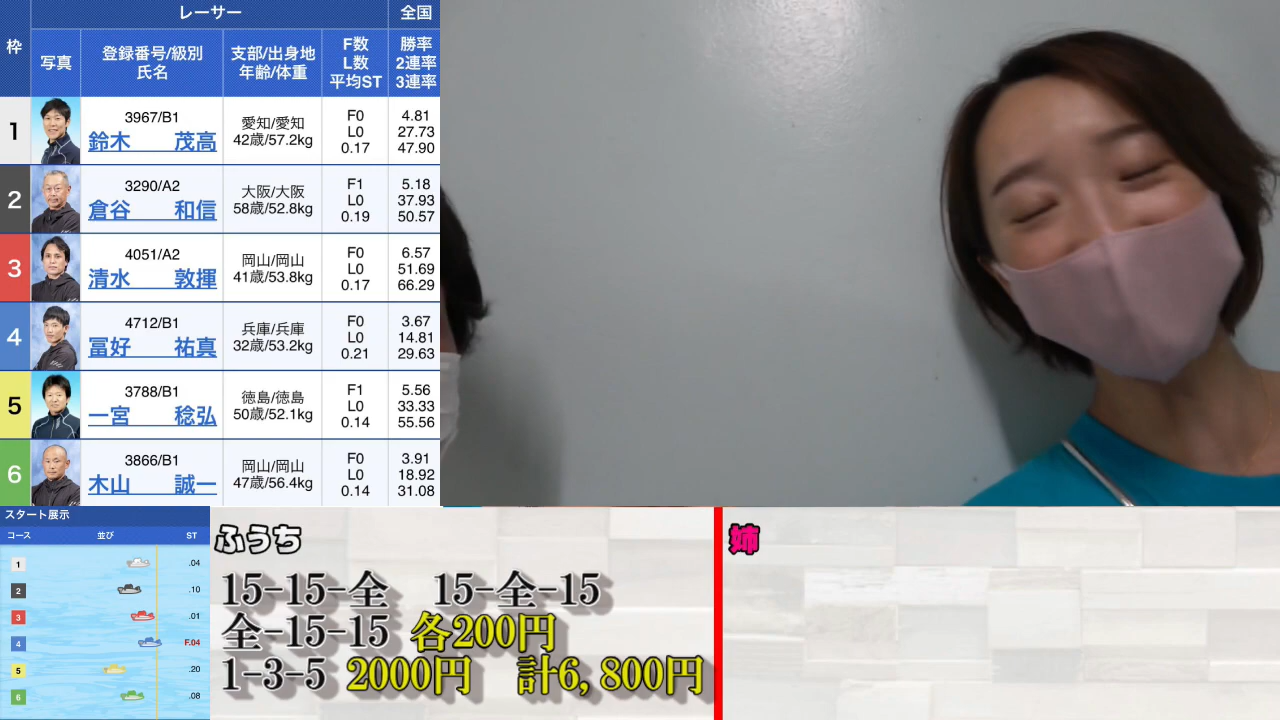 枠
レーサー
全国
写真
登録番号/級別
氏名
支部/出身地
年齢/体重
F数
L数
平均ST
勝率
2連率
3連率
1
3967/B1
鈴木 茂高
愛知/愛知
42歳/57.2kg
F0
L0
0.17
4.81
27.73
47.90
2
3290/A2
倉谷 和信
大阪/大阪
58歳/52.8kg
F1
L0
0.19
5.18
37.93
50.57
3
4051/A2
清水 敦揮
岡山/岡山
41歳/53.8kg
F0
L0
0.17
6.57
51.69
66.29
4
4712/B1
冨好 祐真
兵庫/兵庫
32歳/53.2kg
F0
L0
0.21
3.67
14.81
29.63
5
3788/B1
一宮 稔弘
徳島/徳島
50歳/52.1kg
F1
L0
0.14
5.56
33.33
55.56
6
3866/B1
木山 誠一
岡山/岡山
47歳/56.4kg
F0
L0
0.14
3.91
18.92
31.08
スタート展示
コース 並び ST
1 .04
2 .10
3 .01
4 F.04
5 .20
6 .08
ふうち
15-15-全 15-全-15
全-15-15 各200円
1-3-5 2000円 計6,800円
姉